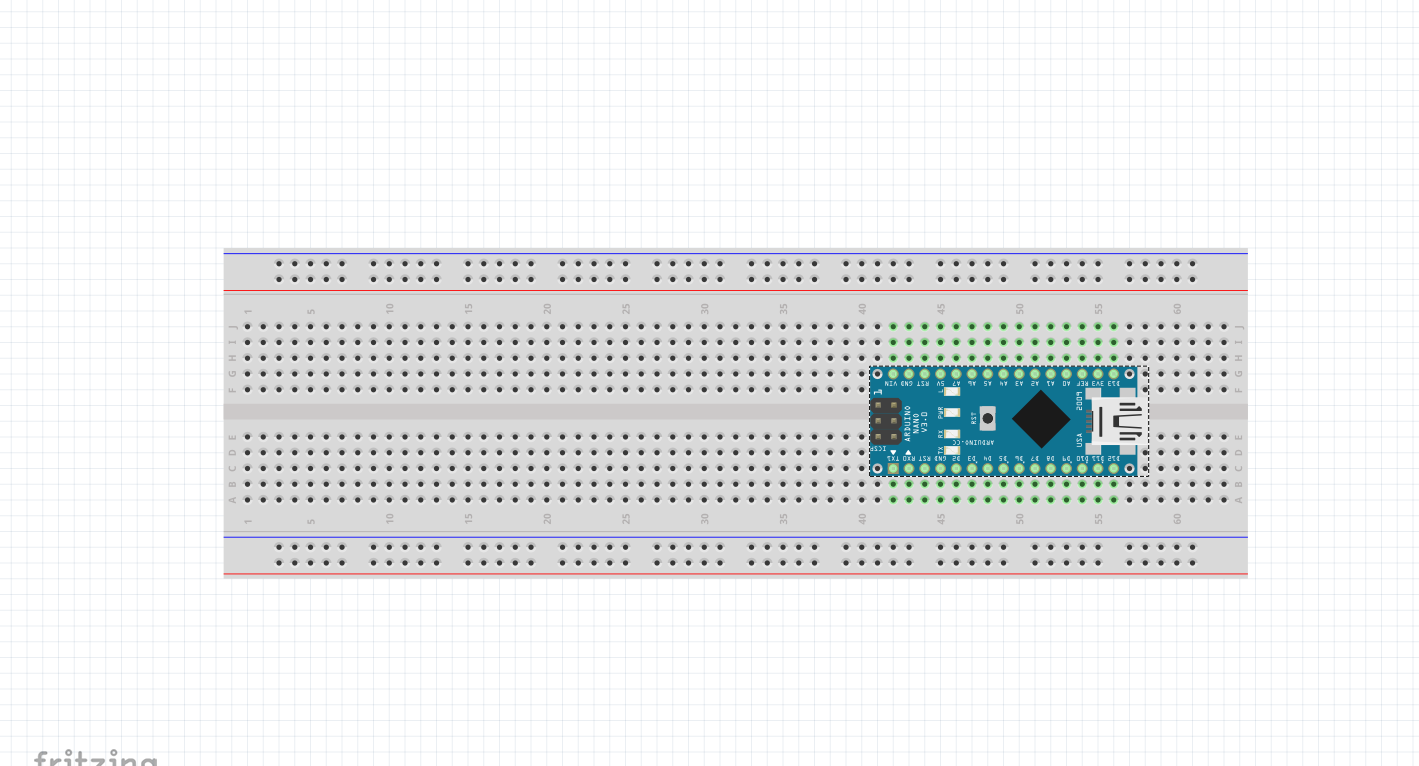 1 5 10 15 20 25 30 35 40 45 50 55 60
J J
I I
H H
G G
F F
VIN GND RST 5V A7 A6 A5 A4 A3 A2 A1 A0 REF 3V3 D13
1
L
PWR
RX
TX
ARDUINO
NANO
V3.0
RST
ARDUINO.CC
2009
USA
ICSP
TX1 RX0 RST GND D2 D3 D4 D5 D6 D7 D8 D9 D10 D11 D12
E E
D D
C C
B B
A A
1 5 10 15 20 25 30 35 40 45 50 55 60
fritzing